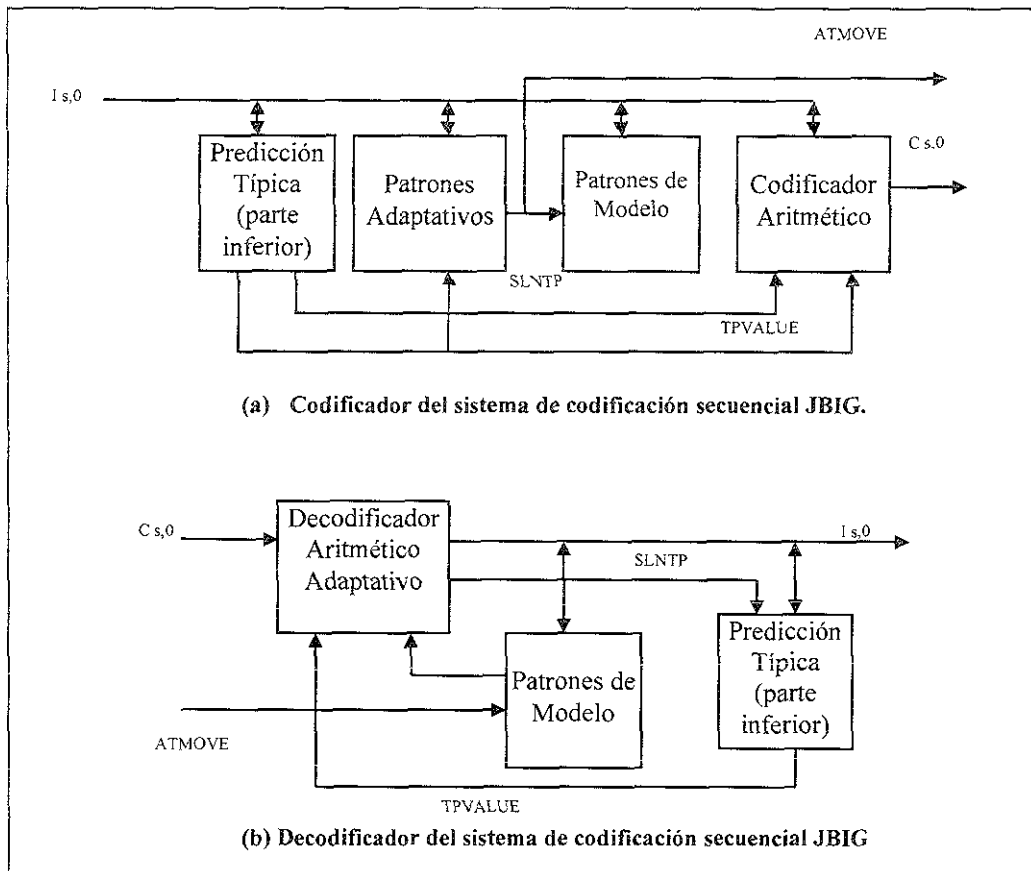 ATMOVE
I s,0
C s,0
Predicción
Típica
(parte
inferior)
Patrones
Adaptativos
Patrones de
Modelo
Codificador
Aritmético
SLNTP
TPVALUE
(a) Codificador del sistema de codificación secuencial JBIG.
C s,0
Decodificador
Aritmético
Adaptativo
I s,0
SLNTP
Predicción
Típica
(parte
inferior)
Patrones de
Modelo
ATMOVE
TPVALUE
(b) Decodificador del sistema de codificación secuencial JBIG